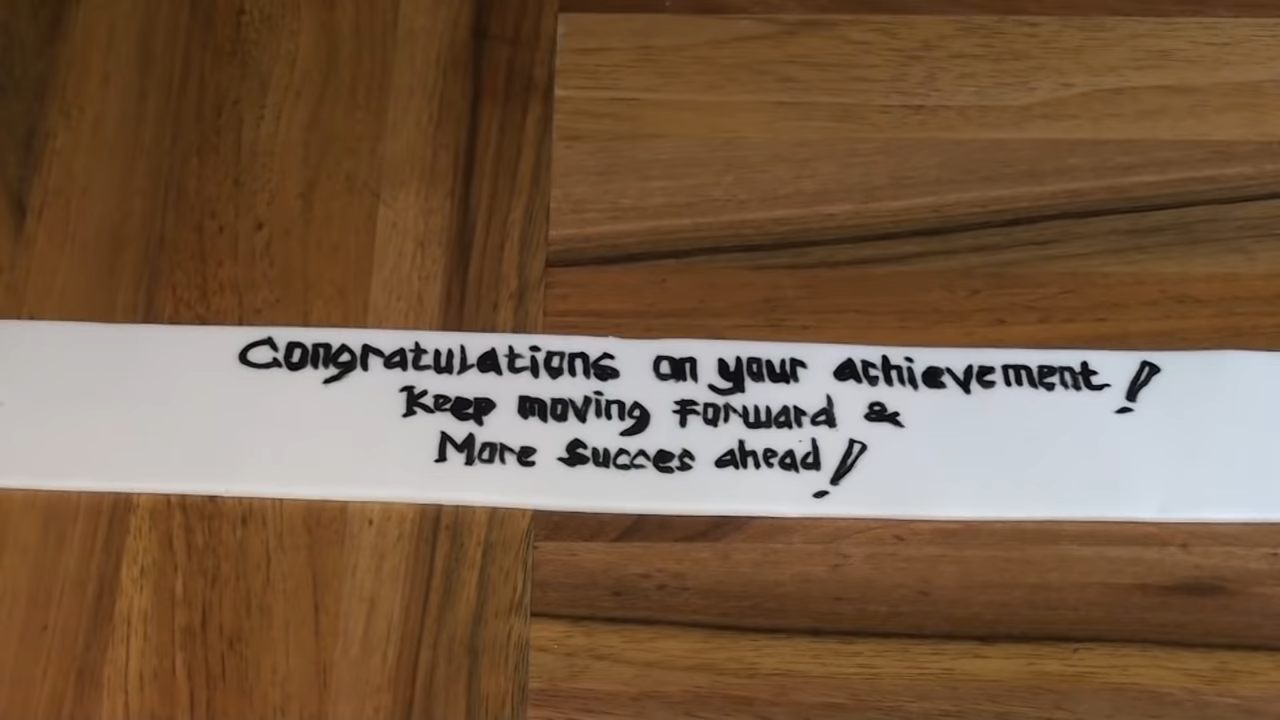 Congratulations on your achievement!
Keep moving Forward &
More Succes ahead!